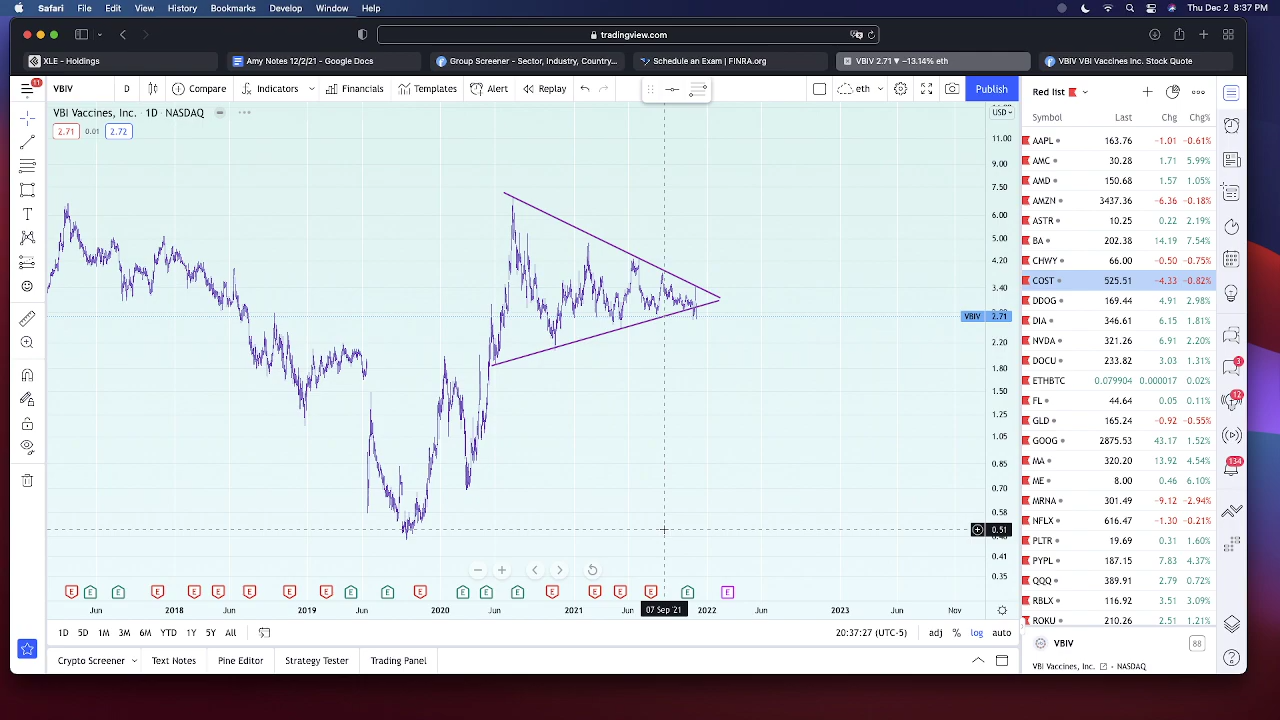 Safari File Edit View History Bookmarks Develop Window Help Thu Dec 2 8:37 PM
tradingview.com
XLE - Holdings
Amy Notes 12/2/21 - Google Docs
Group Screener - Sector, Industry, Country...
Schedule an Exam | FINRA.org
VBIV 2.71 ▼ −13.14% eth
VBIV VBI Vaccines Inc. Stock Quote
11 VBIV D Compare Indicators Financials Templates Alert Replay eth Publish
Red list
VBI Vaccines, Inc. · 1D · NASDAQ
2.71 0.01 2.72
USD
11.00
9.00
7.50
6.00
5.00
4.20
3.40
VBIV 2.71
2.20
1.80
1.50
1.25
1.05
0.85
0.70
0.58
0.51
0.41
0.35
E E E E E E E E E E E E E E E E E E E E E
Jun 2018 Jun 2019 Jun 2020 Jun 2021 Jun 07 Sep '21 2022 Jun 2023 Jun Nov
1D 5D 1M 3M 6M YTD 1Y 5Y All 20:37:27 (UTC-5) adj % log auto
Crypto Screener Text Notes Pine Editor Strategy Tester Trading Panel
Symbol Last Chg Chg%
AAPL 163.76 −1.01 −0.61%
AMC 30.28 1.71 5.99%
AMD 150.68 1.57 1.05%
AMZN 3437.36 −6.36 −0.18%
ASTR 10.25 0.22 2.19%
BA 202.38 14.19 7.54%
CHWY 66.00 −0.50 −0.75%
COST 525.51 −4.33 −0.82%
DDOG 169.44 4.91 2.98%
DIA 346.61 6.15 1.81%
NVDA 321.26 6.91 2.20%
DOCU 233.82 3.03 1.31%
ETHBTC 0.079904 0.000017 0.02%
FL 44.64 0.05 0.11%
GLD 165.24 −0.92 −0.55%
GOOG 2875.53 43.17 1.52%
MA 320.20 13.92 4.54%
ME 8.00 0.46 6.10%
MRNA 301.49 −9.12 −2.94%
NFLX 616.47 −1.30 −0.21%
PLTR 19.69 0.31 1.60%
PYPL 187.15 7.83 4.37%
QQQ 389.91 2.79 0.72%
RBLX 116.92 3.51 3.09%
ROKU 210.26 2.51 1.21%
VBIV 88
VBI Vaccines, Inc. · NASDAQ
3
12
134